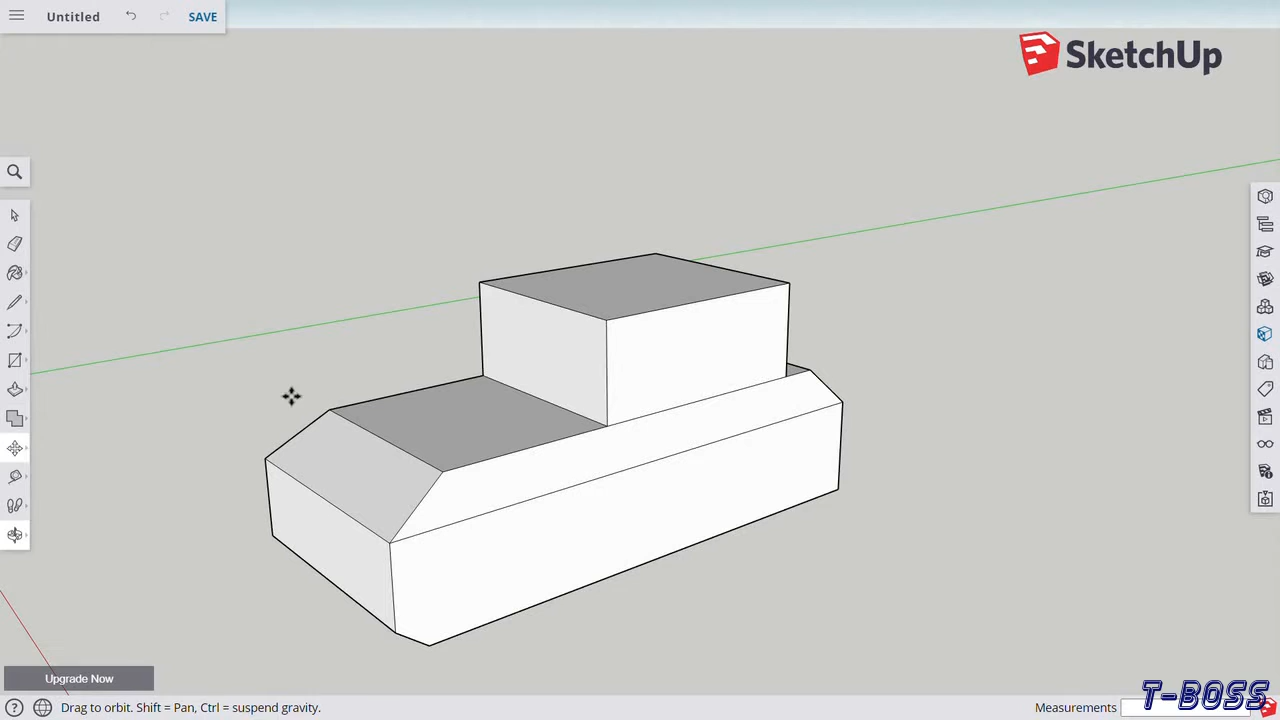 Untitled
SAVE
SketchUp
Upgrade Now
Drag to orbit. Shift = Pan, Ctrl = suspend gravity.
Measurements
T-BOSS